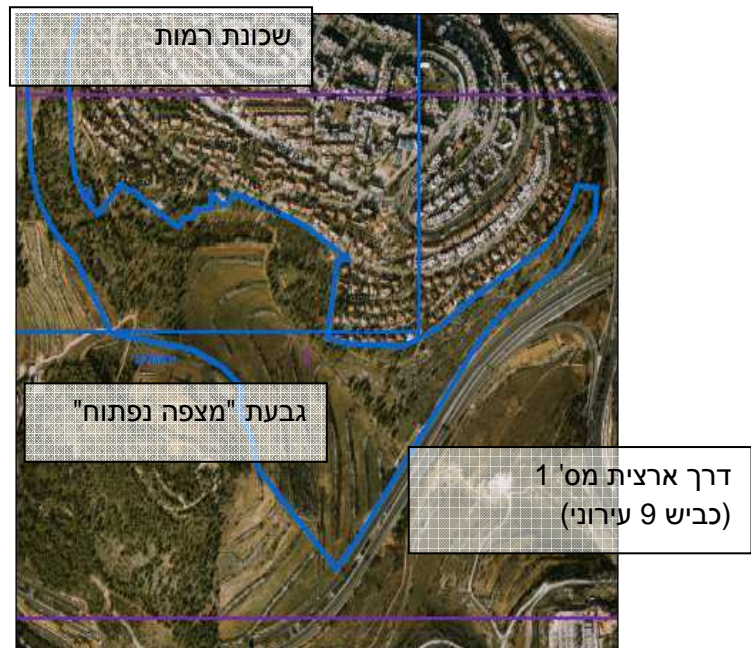 שכונת רמות
גבעת "מצפה נפתוח"
דרך ארצית מס' 1
(כביש 9 עירוני)